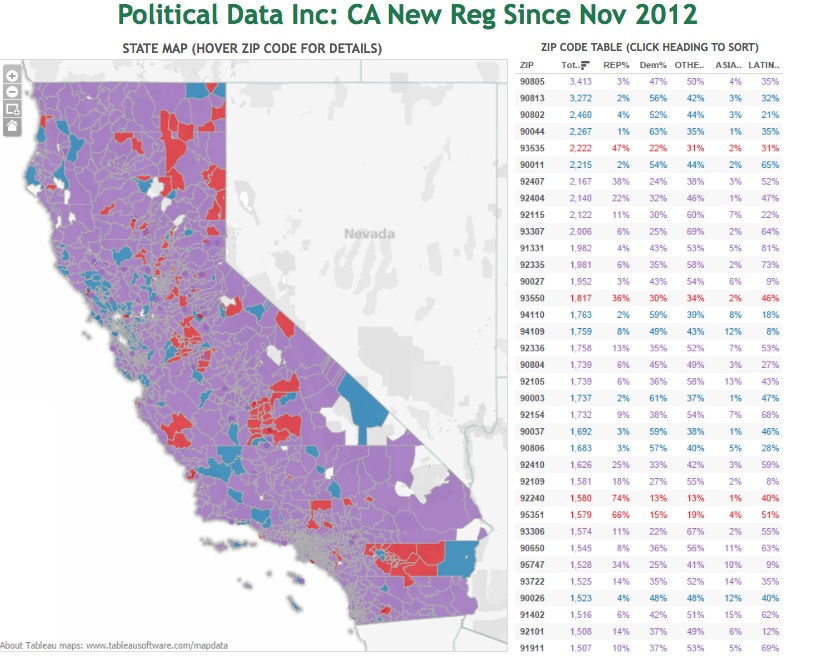 Political Data Inc: CA New Reg Since Nov 2012
STATE MAP (HOVER ZIP CODE FOR DETAILS)
Nevada
About Tableau maps: www.tableausoftware.com/mapdata
ZIP CODE TABLE (CLICK HEADING TO SORT)
ZIP Tot.. REP% Dem% OTHE.. ASIA.. LATIN..
90805 3,413 3% 47% 50% 4% 35%
90813 3,272 2% 56% 42% 3% 32%
90802 2,460 4% 52% 44% 3% 21%
90044 2,267 1% 63% 35% 1% 35%
93535 2,222 47% 22% 31% 2% 31%
90011 2,215 2% 54% 44% 2% 65%
92407 2,167 38% 24% 38% 3% 52%
92404 2,140 22% 32% 46% 1% 47%
92115 2,122 11% 30% 60% 7% 22%
93307 2,006 6% 25% 69% 2% 64%
91331 1,982 4% 43% 53% 5% 81%
92335 1,981 6% 35% 58% 2% 73%
90027 1,952 3% 43% 54% 6% 9%
93550 1,817 36% 30% 34% 2% 46%
94110 1,763 2% 59% 39% 8% 18%
94109 1,759 8% 49% 43% 12% 8%
92336 1,758 13% 35% 52% 7% 53%
90804 1,739 6% 45% 49% 3% 27%
92105 1,739 6% 36% 58% 13% 43%
90003 1,737 2% 61% 37% 1% 47%
92154 1,732 9% 38% 54% 7% 68%
90037 1,692 3% 59% 38% 1% 46%
90806 1,683 3% 57% 40% 5% 28%
92410 1,626 25% 33% 42% 3% 59%
92109 1,581 18% 27% 55% 2% 8%
92240 1,580 74% 13% 13% 1% 40%
95351 1,579 66% 15% 19% 4% 51%
93306 1,574 11% 22% 67% 2% 55%
90650 1,545 8% 36% 56% 11% 63%
95747 1,528 34% 25% 41% 10% 9%
93722 1,525 14% 35% 52% 14% 35%
90026 1,523 4% 48% 48% 12% 40%
91402 1,516 6% 42% 51% 15% 62%
92101 1,508 14% 37% 49% 6% 12%
91911 1,507 10% 37% 53% 5% 69%